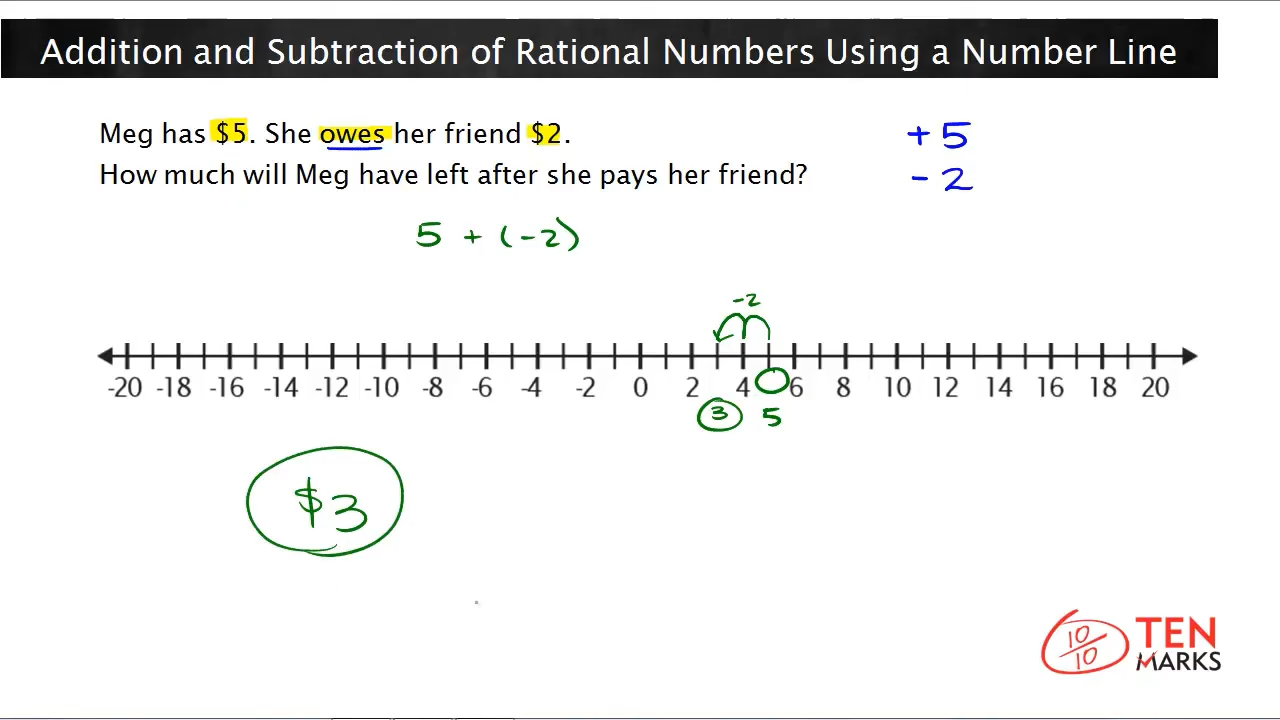 Addition and Subtraction of Rational Numbers Using a Number Line
Meg has $5. She owes her friend $2.
+5
How much will Meg have left after she pays her friend?
-2
5 + (-2)
-2
-20 -18 -16 -14 -12 -10 -8 -6 -4 -2 0 2 4 6 8 10 12 14 16 18 20
3 5
$3
10/10 TEN
MARKS